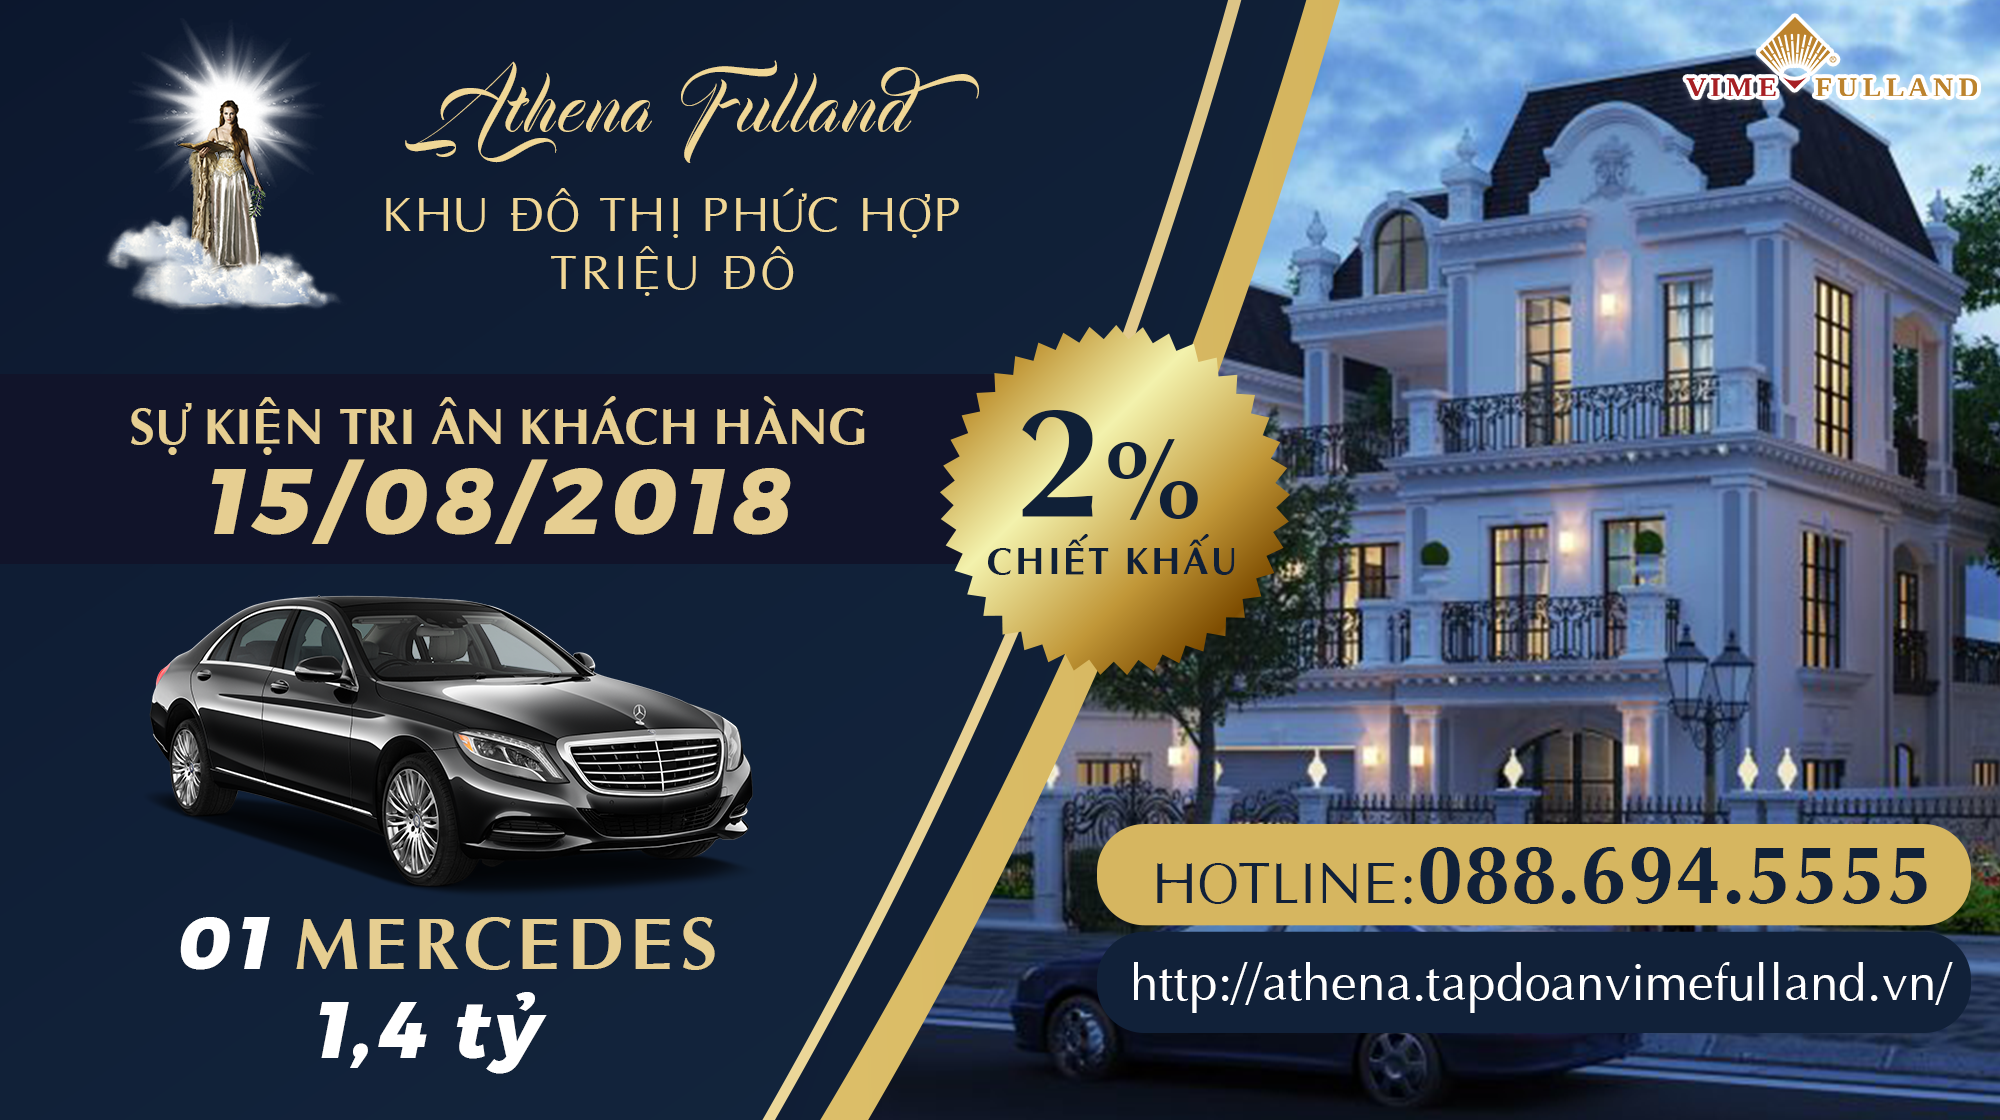 Athena Fulland
KHU ĐÔ THỊ PHỨC HỢP
TRIỆU ĐÔ
VIME FULLAND
SỰ KIỆN TRI ÂN KHÁCH HÀNG
15/08/2018
2%
CHIẾT KHẤU
01 MERCEDES
1,4 tỷ
HOTLINE:088.694.5555
http://athena.tapdoanvimefulland.vn/